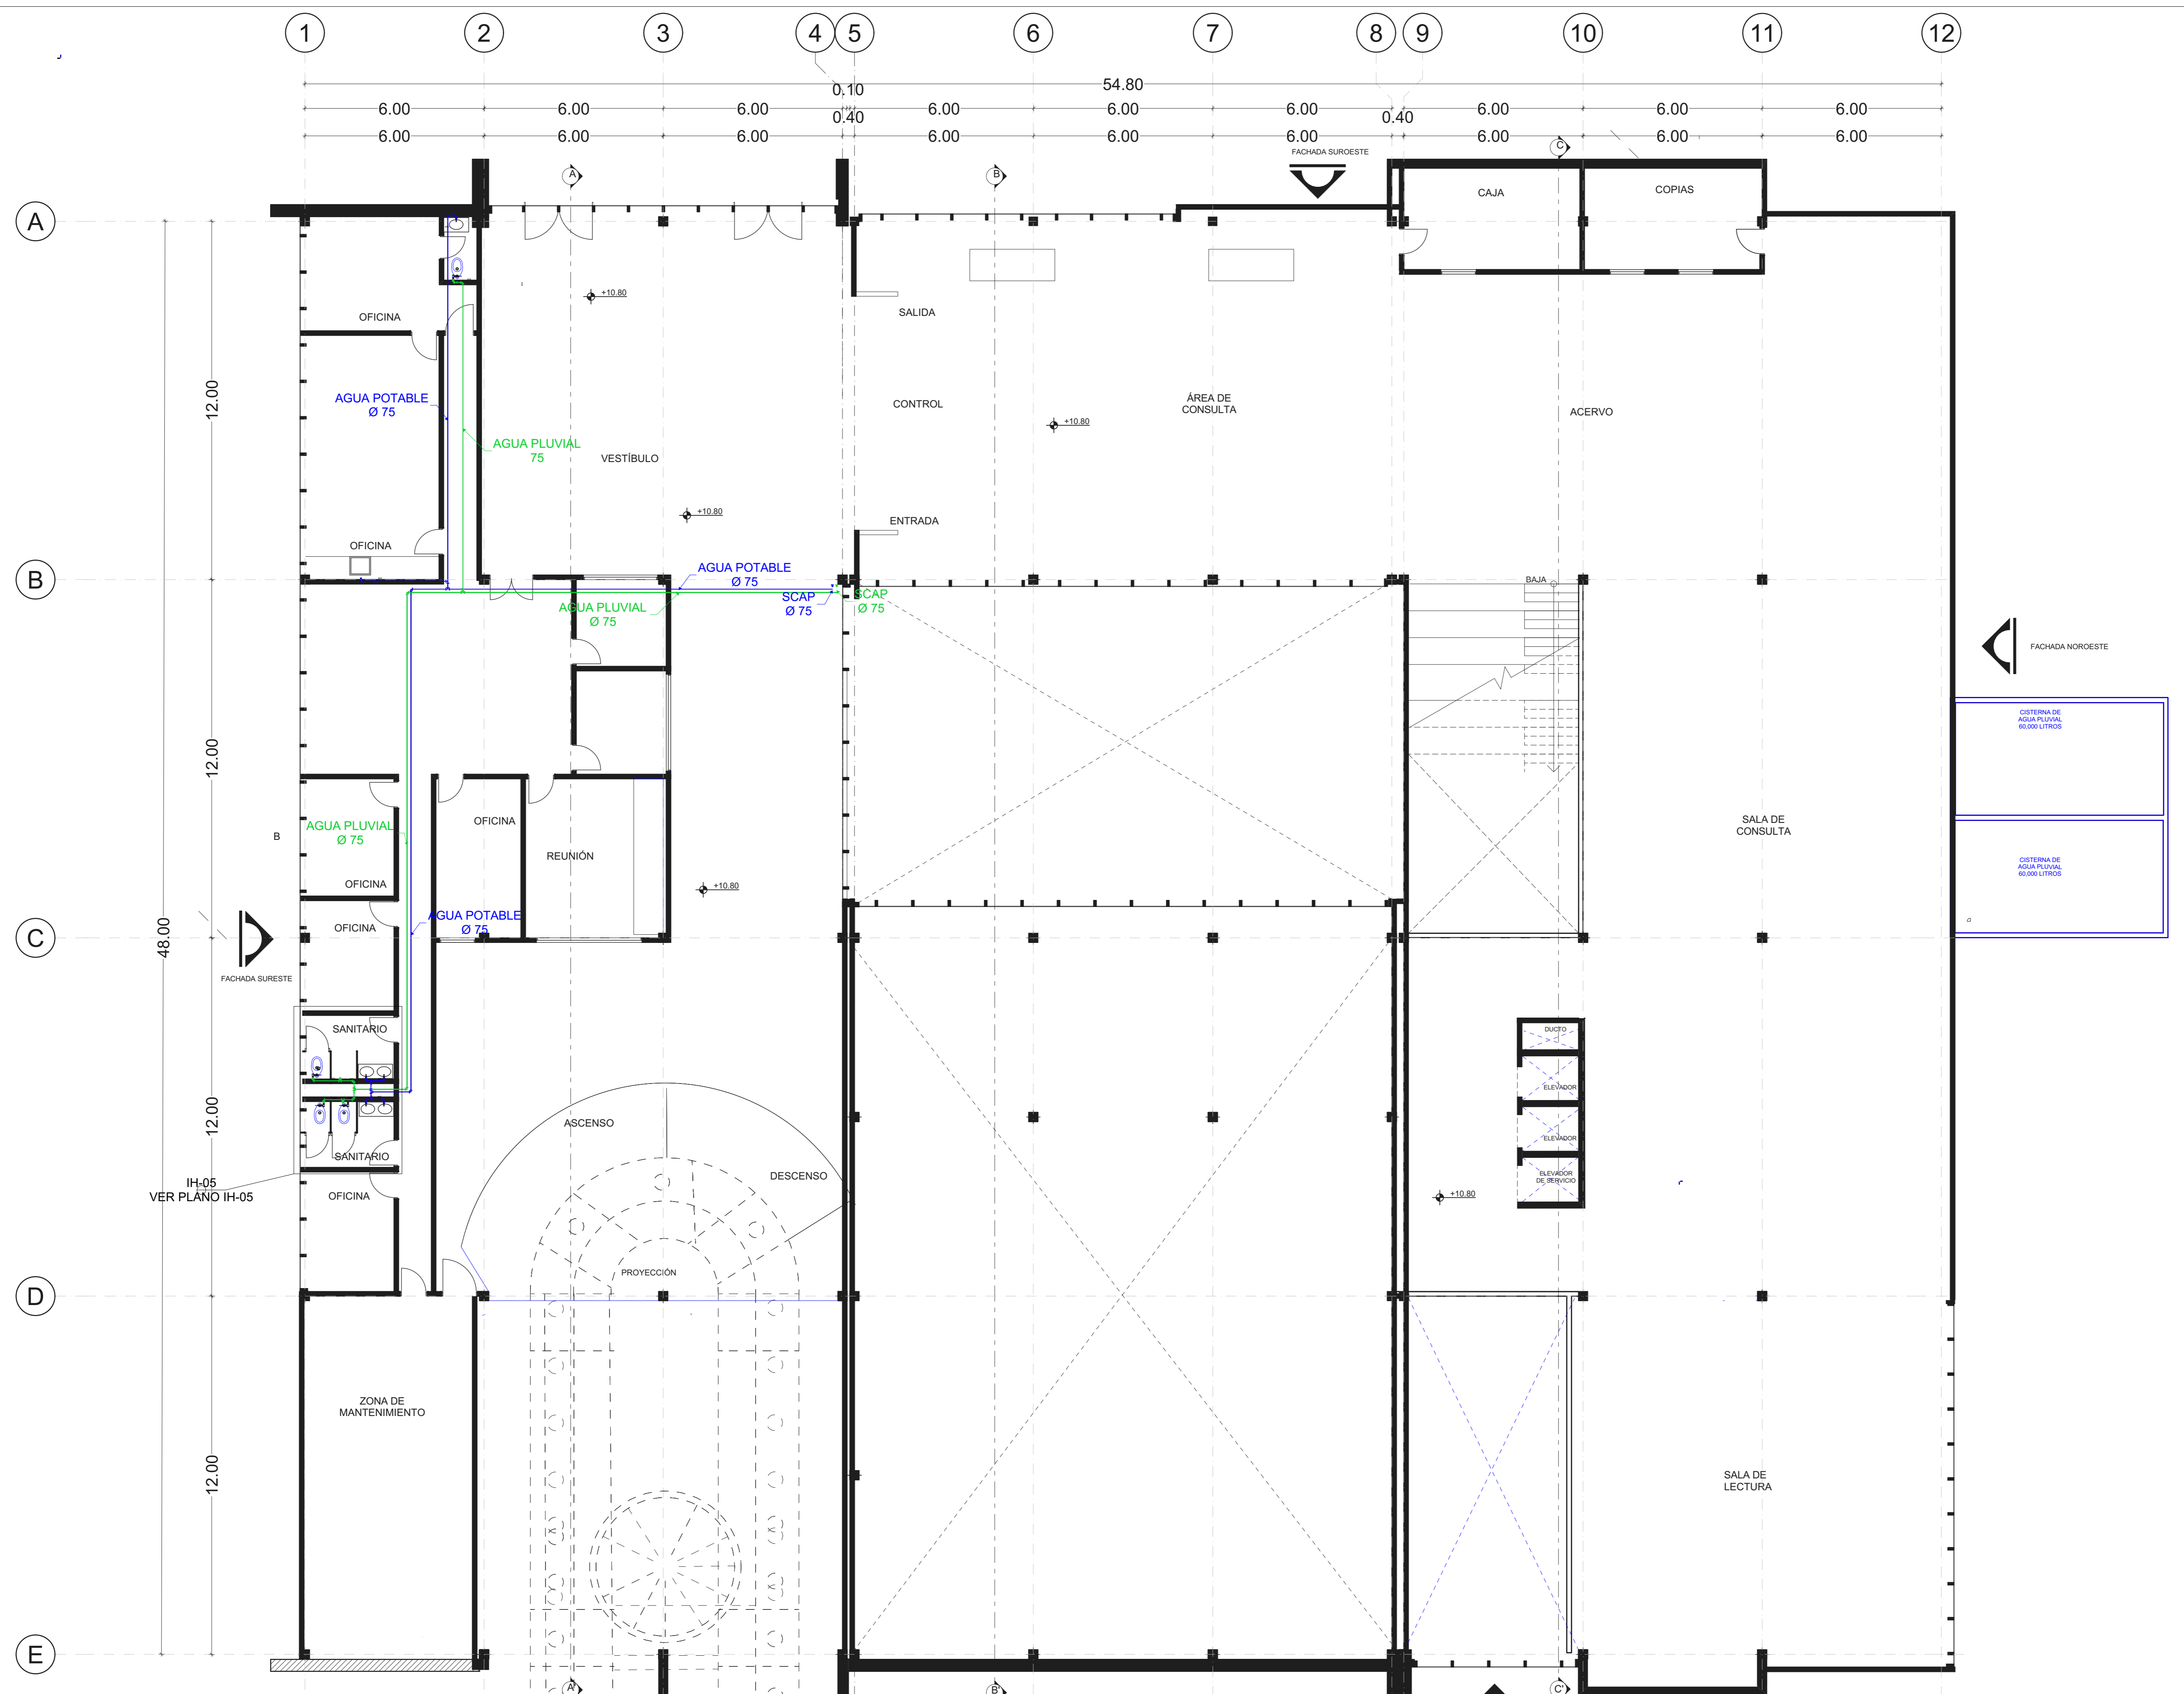 1 2 3 4 5 6 7 8 9 10 11 12
54.80
0.10
6.00 6.00 6.00 6.00 6.00 6.00 6.00 6.00 6.00
0.40 0.40
6.00 6.00 6.00 6.00 6.00 6.00 6.00 6.00 6.00
FACHADA SUROESTE
A B C
CAJA
COPIAS
A
+10.80
OFICINA
SALIDA
12.00
AGUA POTABLE
Ø 75
CONTROL
ÁREA DE
CONSULTA
ACERVO
+10.80
AGUA PLUVIAL
75
VESTÍBULO
+10.80
ENTRADA
OFICINA
B
AGUA POTABLE
Ø 75
BAJA
SCAP
Ø 75
SCAP
Ø 75
AGUA PLUVIAL
Ø 75
FACHADA NOROESTE
CISTERNA DE
AGUA PLUVIAL
60,000 LITROS
12.00
AGUA PLUVIAL
Ø 75
B
OFICINA
SALA DE
CONSULTA
REUNIÓN
CISTERNA DE
AGUA PLUVIAL
60,000 LITROS
OFICINA
+10.80
AGUA POTABLE
Ø 75
OFICINA
48.00
C
FACHADA SURESTE
SANITARIO
DUCTO
ELEVADOR
12.00
ASCENSO
ELEVADOR
SANITARIO
DESCENSO
ELEVADOR
DE SERVICIO
IH-05
VER PLANO IH-05
OFICINA
+10.80
PROYECCIÓN
D
ZONA DE
MANTENIMIENTO
12.00
SALA DE
LECTURA
E
A' B' C'